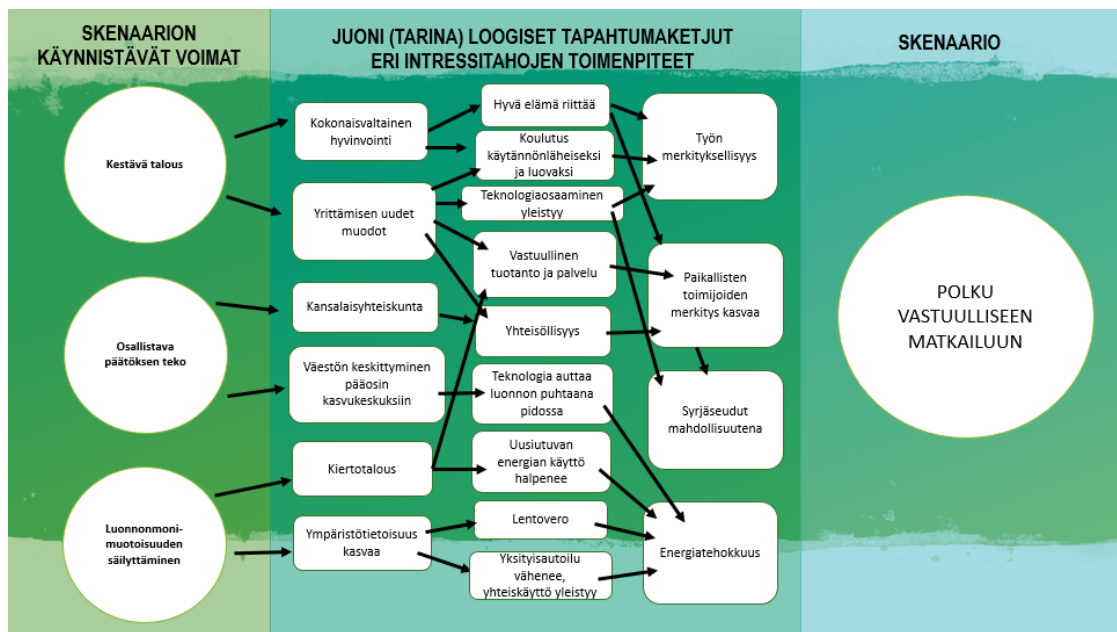 SKENAARION
KÄYNNISTÄVÄT VOIMAT
JUONI (TARINA) LOOGISET TAPAHTUMAKETJUT
ERI INTRESSITAHOJEN TOIMENPITEET
SKENAARIO
Kestävä talous
Osallistava
päätöksen teko
Luonnonmoni-
muotoisuuden
säilyttäminen
Kokonaisvaltainen
hyvinvointi
Yrittämisen uudet
muodot
Kansalaisyhteiskunta
Väestön keskittyminen
pääosin
kasvukeskuksiin
Kiertotalous
Ympäristötietoisuus
kasvaa
Hyvä elämä riittää
Koulutus
käytännönläheiseksi
ja luovaksi
Teknologiaosaaminen
yleistyy
Vastuullinen
tuotanto ja palvelu
Yhteisöllisyys
Teknologia auttaa
luonnon puhtaana
pidossa
Uusiutuvan
energian käyttö
halpenee
Lentovero
Yksityisautoilu
vähenee,
yhteiskäyttö yleistyy
Työn
merkityksellisyys
Paikallisten
toimijoiden
merkitys kasvaa
Syrjäseudut
mahdollisuutena
Energiatehokkuus
POLKU
VASTUULLISEEN
MATKAILUUN